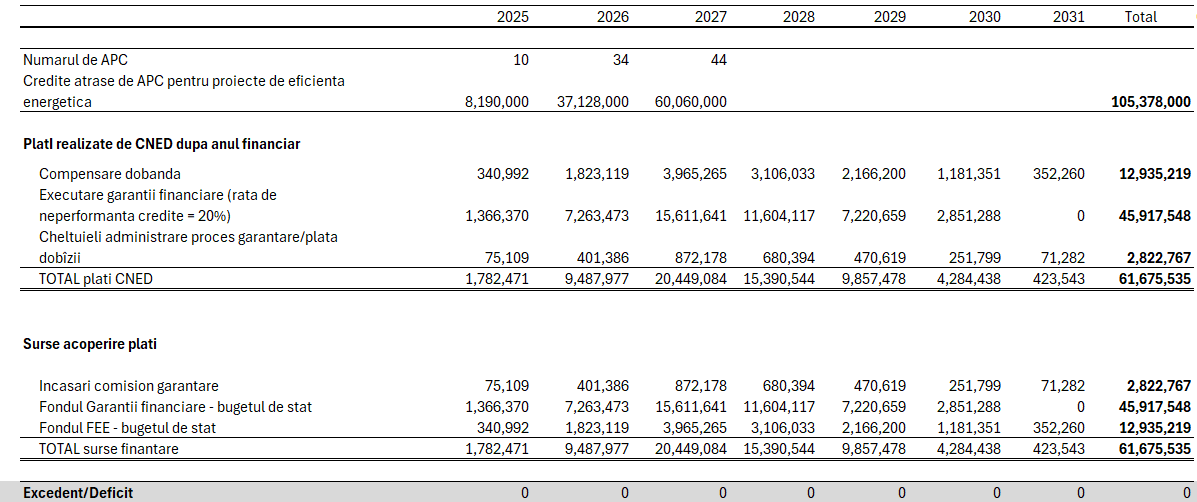 2025 2026 2027 2028 2029 2030 2031 Total
Numarul de APC 10 34 44
Credite atrase de APC pentru proiecte de eficienta
energetica 8,190,000 37,128,000 60,060,000 105,378,000
PlatI realizate de CNED dupa anul financiar
Compensare dobanda 340,992 1,823,119 3,965,265 3,106,033 2,166,200 1,181,351 352,260 12,935,219
Executare garantii financiare (rata de
neperformanta credite = 20%) 1,366,370 7,263,473 15,611,641 11,604,117 7,220,659 2,851,288 0 45,917,548
Cheltuieli administrare proces garantare/plata
dobîzii 75,109 401,386 872,178 680,394 470,619 251,799 71,282 2,822,767
TOTAL plati CNED 1,782,471 9,487,977 20,449,084 15,390,544 9,857,478 4,284,438 423,543 61,675,535
Surse acoperire plati
Incasari comision garantare 75,109 401,386 872,178 680,394 470,619 251,799 71,282 2,822,767
Fondul Garantii financiare - bugetul de stat 1,366,370 7,263,473 15,611,641 11,604,117 7,220,659 2,851,288 0 45,917,548
Fondul FEE - bugetul de stat 340,992 1,823,119 3,965,265 3,106,033 2,166,200 1,181,351 352,260 12,935,219
TOTAL surse finantare 1,782,471 9,487,977 20,449,084 15,390,544 9,857,478 4,284,438 423,543 61,675,535
Excedent/Deficit 0 0 0 0 0 0 0 0